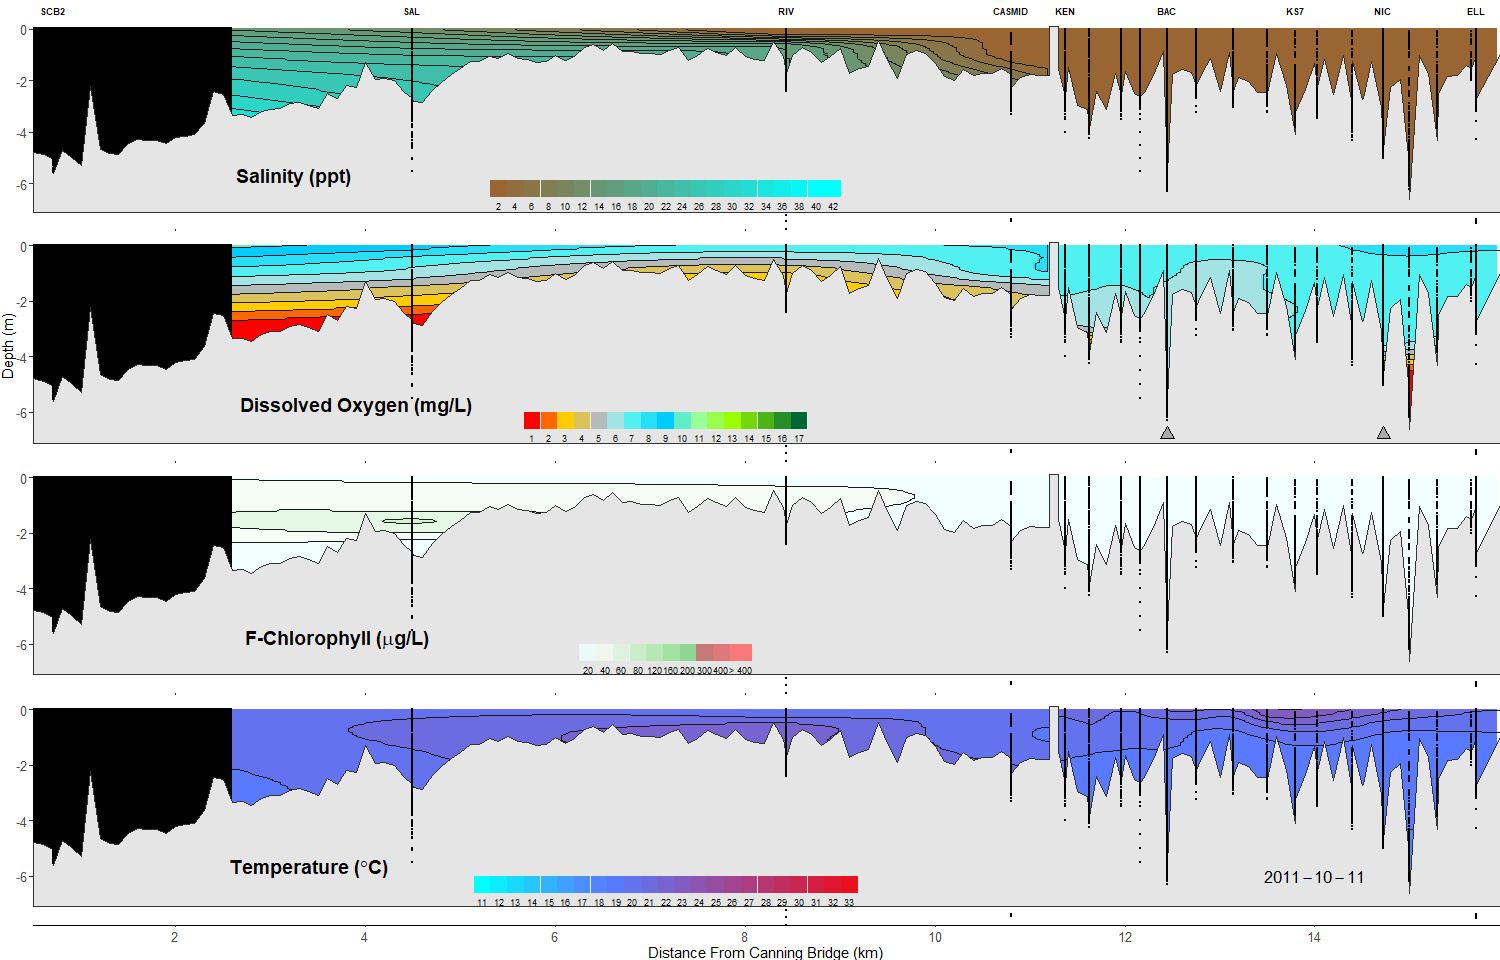 SCB2 SAL RIV CASMID KEN BAC KS7 NIC ELL
0
-2
-4
-6
Salinity (ppt)
2 4 6 8 10 12 14 16 18 20 22 24 26 28 30 32 34 36 38 40 42
0
-2
-4
-6
Depth (m)
Dissolved Oxygen (mg/L)
1 2 3 4 5 6 7 8 9 10 11 12 13 14 15 16 17
0
-2
-4
-6
F-Chlorophyll (µg/L)
20 40 60 80 120 160 200 300 400 > 400
0
-2
-4
-6
Temperature (°C)
11 12 13 14 15 16 17 18 19 20 21 22 23 24 25 26 27 28 29 30 31 32 33
2011 – 10 – 11
2 4 6 8 10 12 14
Distance From Canning Bridge (km)